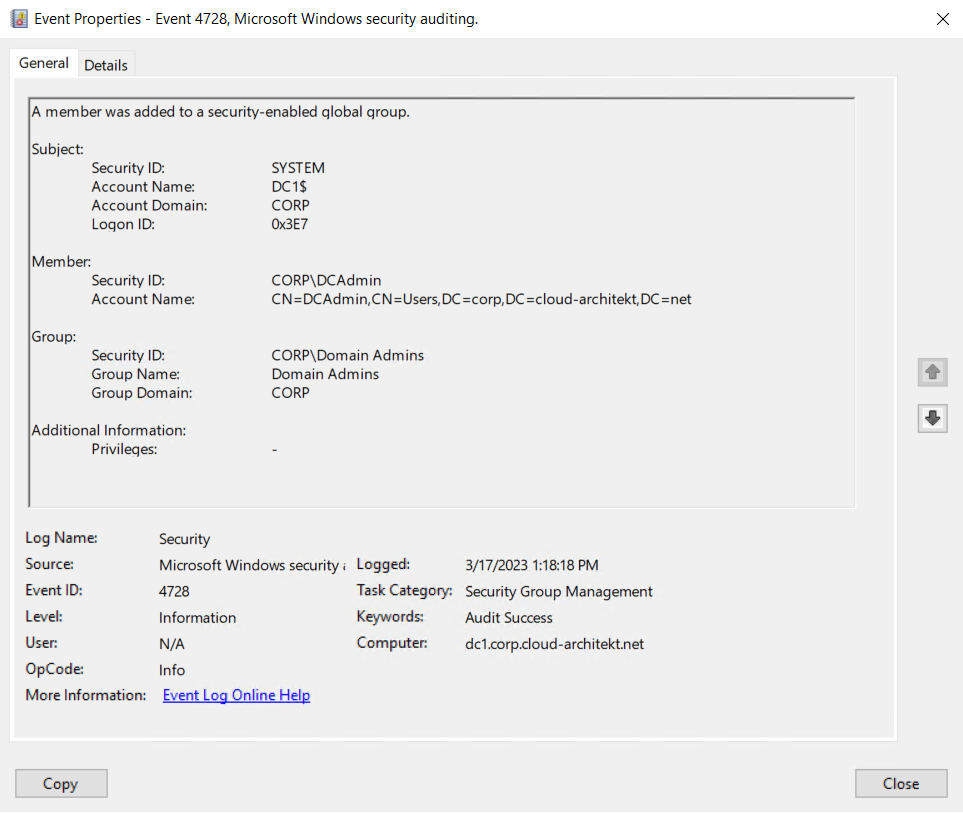 Event Properties - Event 4728, Microsoft Windows security auditing.
General Details
A member was added to a security-enabled global group.
Subject:
Security ID: SYSTEM
Account Name: DC1$
Account Domain: CORP
Logon ID: 0x3E7
Member:
Security ID: CORP\DCAdmin
Account Name: CN=DCAdmin,CN=Users,DC=corp,DC=cloud-architekt,DC=net
Group:
Security ID: CORP\Domain Admins
Group Name: Domain Admins
Group Domain: CORP
Additional Information:
Privileges: -
Log Name: Security
Source: Microsoft Windows security Logged: 3/17/2023 1:18:18 PM
Event ID: 4728 Task Category: Security Group Management
Level: Information Keywords: Audit Success
User: N/A Computer: dc1.corp.cloud-architekt.net
OpCode: Info
More Information: Event Log Online Help
Copy Close